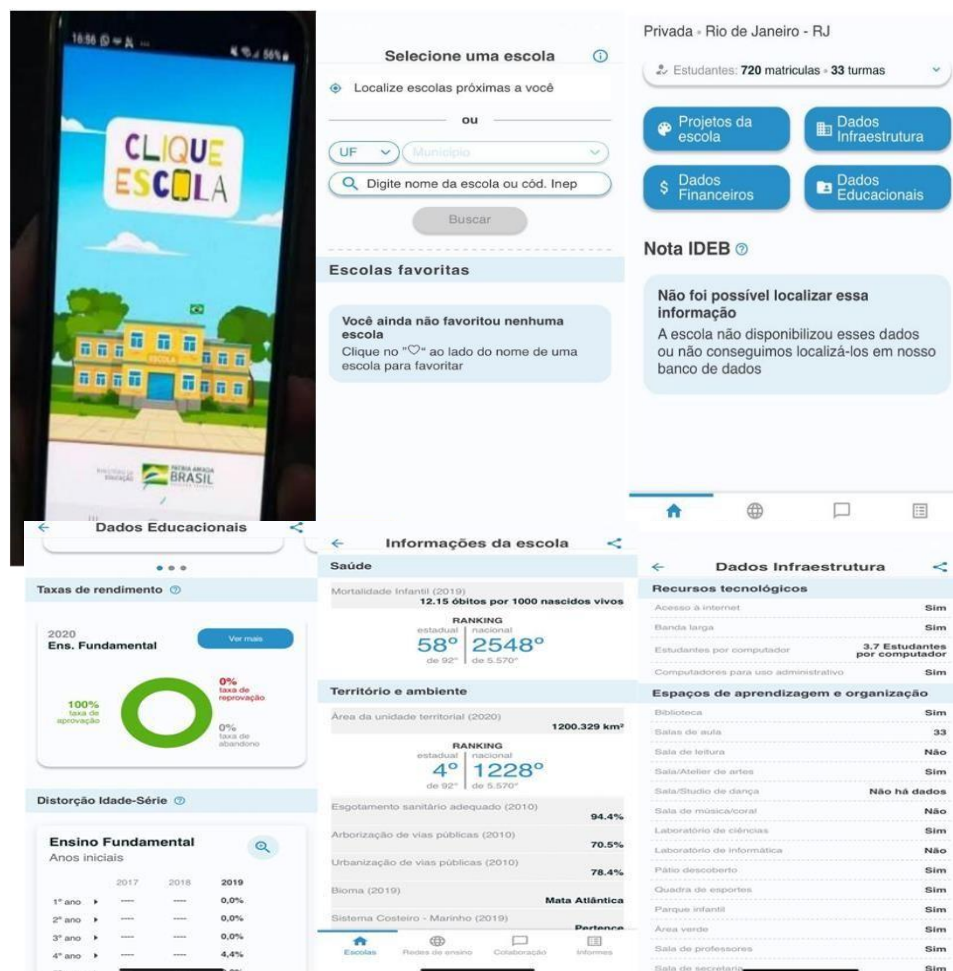 16:56
56%
CLIQUE
ESCOLA
ESCOLA
MINISTÉRIO DA
EDUCAÇÃO
PÁTRIA AMADA
BRASIL
Selecione uma escola
Localize escolas próximas a você
ou
UF
Município
Digite nome da escola ou cód. Inep
Buscar
Escolas favoritas
Você ainda não favoritou nenhuma
escola
Clique no "♡" ao lado do nome de uma
escola para favoritar
Privada - Rio de Janeiro - RJ
Estudantes: 720 matriculas - 33 turmas
Projetos da
escola
Dados
Infraestrutura
Dados
Financeiros
Dados
Educacionais
Nota IDEB
Não foi possível localizar essa
informação
A escola não disponibilizou esses dados
ou não conseguimos localizá-los em nosso
banco de dados
Dados Educacionais
Taxas de rendimento
2020
Ens. Fundamental
Ver mais
100%
taxa de
aprovação
0%
taxa de
reprovação
0%
taxa de
abandono
Distorção Idade-Série
Ensino Fundamental
Anos iniciais
2017 2018 2019
1º ano ---- ---- 0,0%
2º ano ---- ---- 0,0%
3º ano ---- ---- 0,0%
4º ano ---- ---- 4,4%
Informações da escola
Saúde
Mortalidade Infantil (2019)
12.15 óbitos por 1000 nascidos vivos
RANKING
estadual nacional
58º 2548º
de 92º de 5.570º
Território e ambiente
Área da unidade territorial (2020)
1200.329 km²
RANKING
estadual nacional
4º 1228º
de 92º de 5.570º
Esgotamento sanitário adequado (2010)
94.4%
Arborização de vias públicas (2010)
70.5%
Urbanização de vias públicas (2010)
78.4%
Bioma (2019)
Mata Atlântica
Sistema Costeiro - Marinho (2019)
Pertence
Escolas Redes de ensino Colaboração Informes
Dados Infraestrutura
Recursos tecnológicos
Acesso à internet Sim
Banda larga Sim
Estudantes por computador 3.7 Estudantes
por computador
Computadores para uso administrativo Sim
Espaços de aprendizagem e organização
Biblioteca Sim
Salas de aula 33
Sala de leitura Não
Sala/Atelier de artes Sim
Sala/Studio de dança Não há dados
Sala de música/coral Não
Laboratório de ciências Sim
Laboratório de Informática Não
Pátio descoberto Sim
Quadra de esportes Sim
Parque infantil Sim
Área verde Sim
Sala de professores Sim
Sala de secretaria Sim